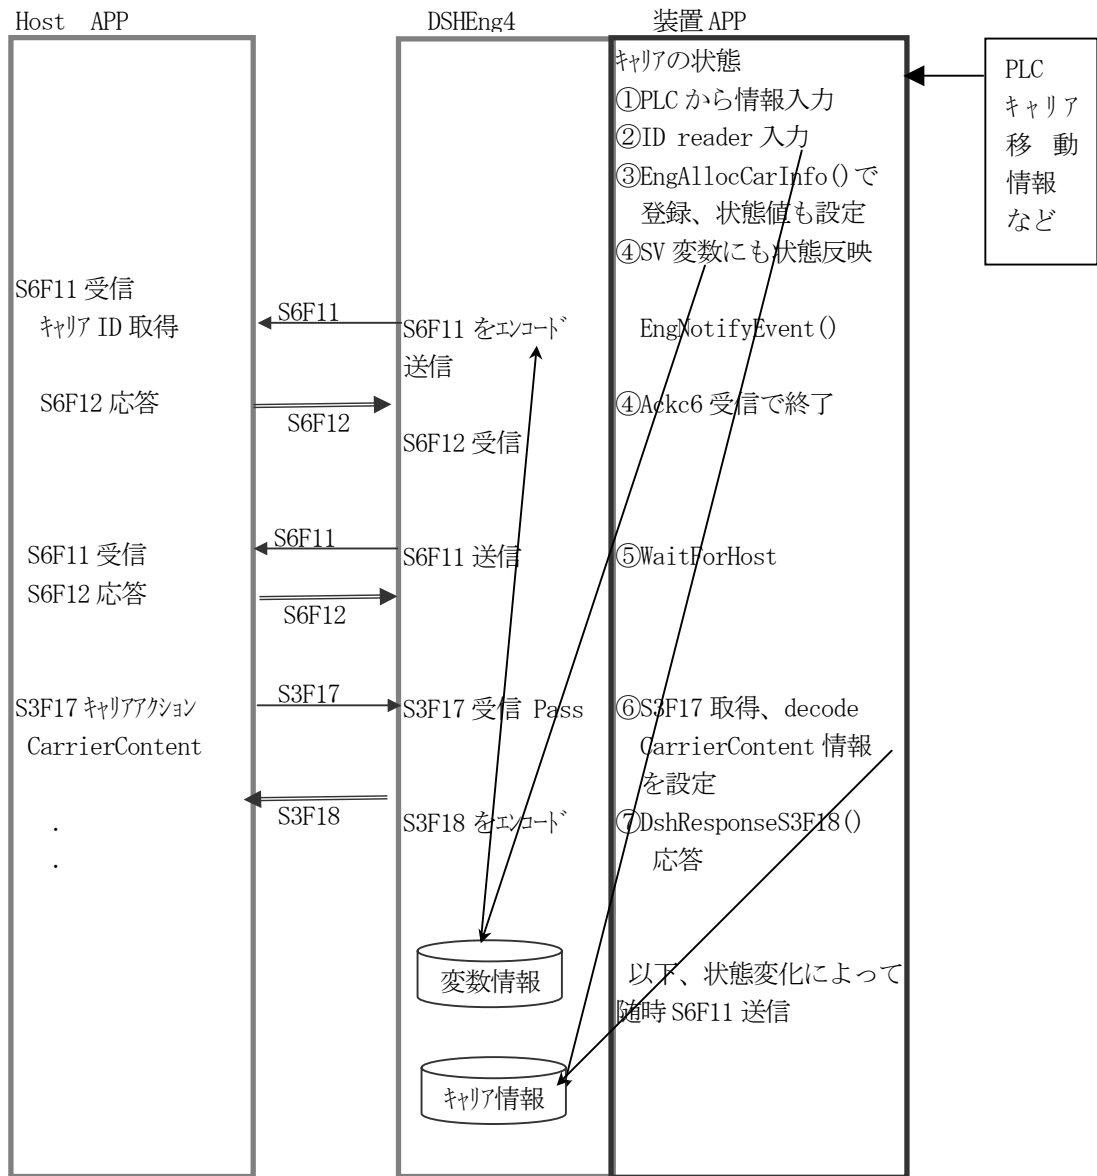 Host APP
DSHEng4
装置 APP
ｷｬﾘｱの状態
①PLC から情報入力
②ID reader 入力
③EngAllocCarInfo()で
登録、状態値も設定
④SV 変数にも状態反映
PLC
キャリア
移 動
情報
など
S6F11 受信
ｷｬﾘｱ ID 取得
S6F11
S6F11 をｴﾝｺｰﾄﾞ
送信
EngNotifyEvent()
S6F12 応答
S6F12
S6F12 受信
④Ackc6 受信で終了
S6F11 受信
S6F11
S6F11 送信
⑤WaitForHost
S6F12 応答
S6F12
S3F17 ｷｬﾘｱｱｸｼｮﾝ
CarrierContent
S3F17
S3F17 受信 Pass
⑥S3F17 取得、decode
CarrierContent 情報
を設定
S3F18
S3F18 をｴﾝｺｰﾄﾞ
⑦DshResponseS3F18()
応答
.
.
変数情報
以下、状態変化によって
随時 S6F11 送信
ｷｬﾘｱ情報